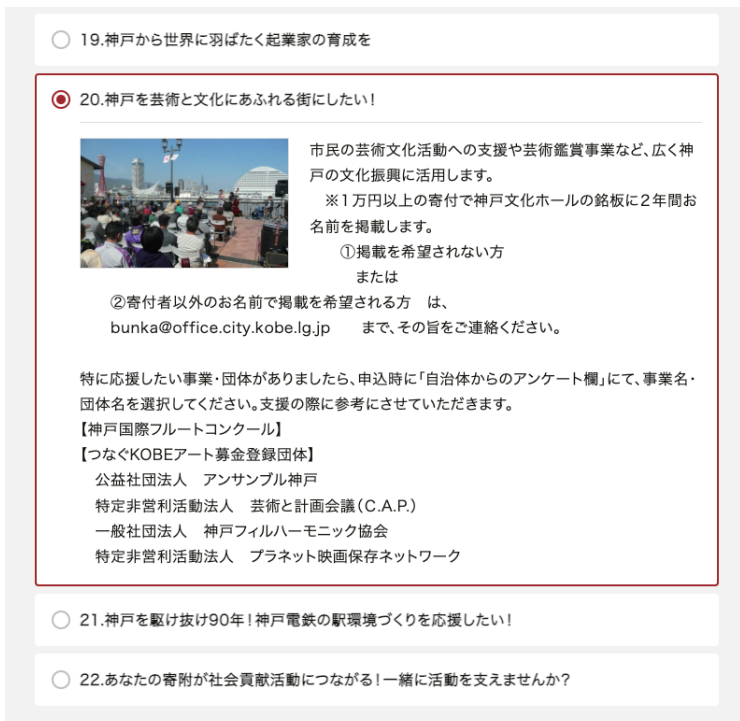 19.神戸から世界に羽ばたく起業家の育成を
20.神戸を芸術と文化にあふれる街にしたい！
市民の芸術文化活動への支援や芸術鑑賞事業など、広く神
戸の文化振興に活用します。
※１万円以上の寄付で神戸文化ホールの銘板に２年間お
名前を掲載します。
①掲載を希望されない方
または
②寄付者以外のお名前で掲載を希望される方　は、
bunka@office.city.kobe.lg.jp　　まで、その旨をご連絡ください。
特に応援したい事業・団体がありましたら、申込時に「自治体からのアンケート欄」にて、事業名・
団体名を選択してください。支援の際に参考にさせていただきます。
【神戸国際フルートコンクール】
【つなぐKOBEアート募金登録団体】
公益社団法人　アンサンブル神戸
特定非営利活動法人　芸術と計画会議（C.A.P.）
一般社団法人　神戸フィルハーモニック協会
特定非営利活動法人　プラネット映画保存ネットワーク
21.神戸を駆け抜け90年！神戸電鉄の駅環境づくりを応援したい！
22.あなたの寄附が社会貢献活動につながる！一緒に活動を支えませんか？